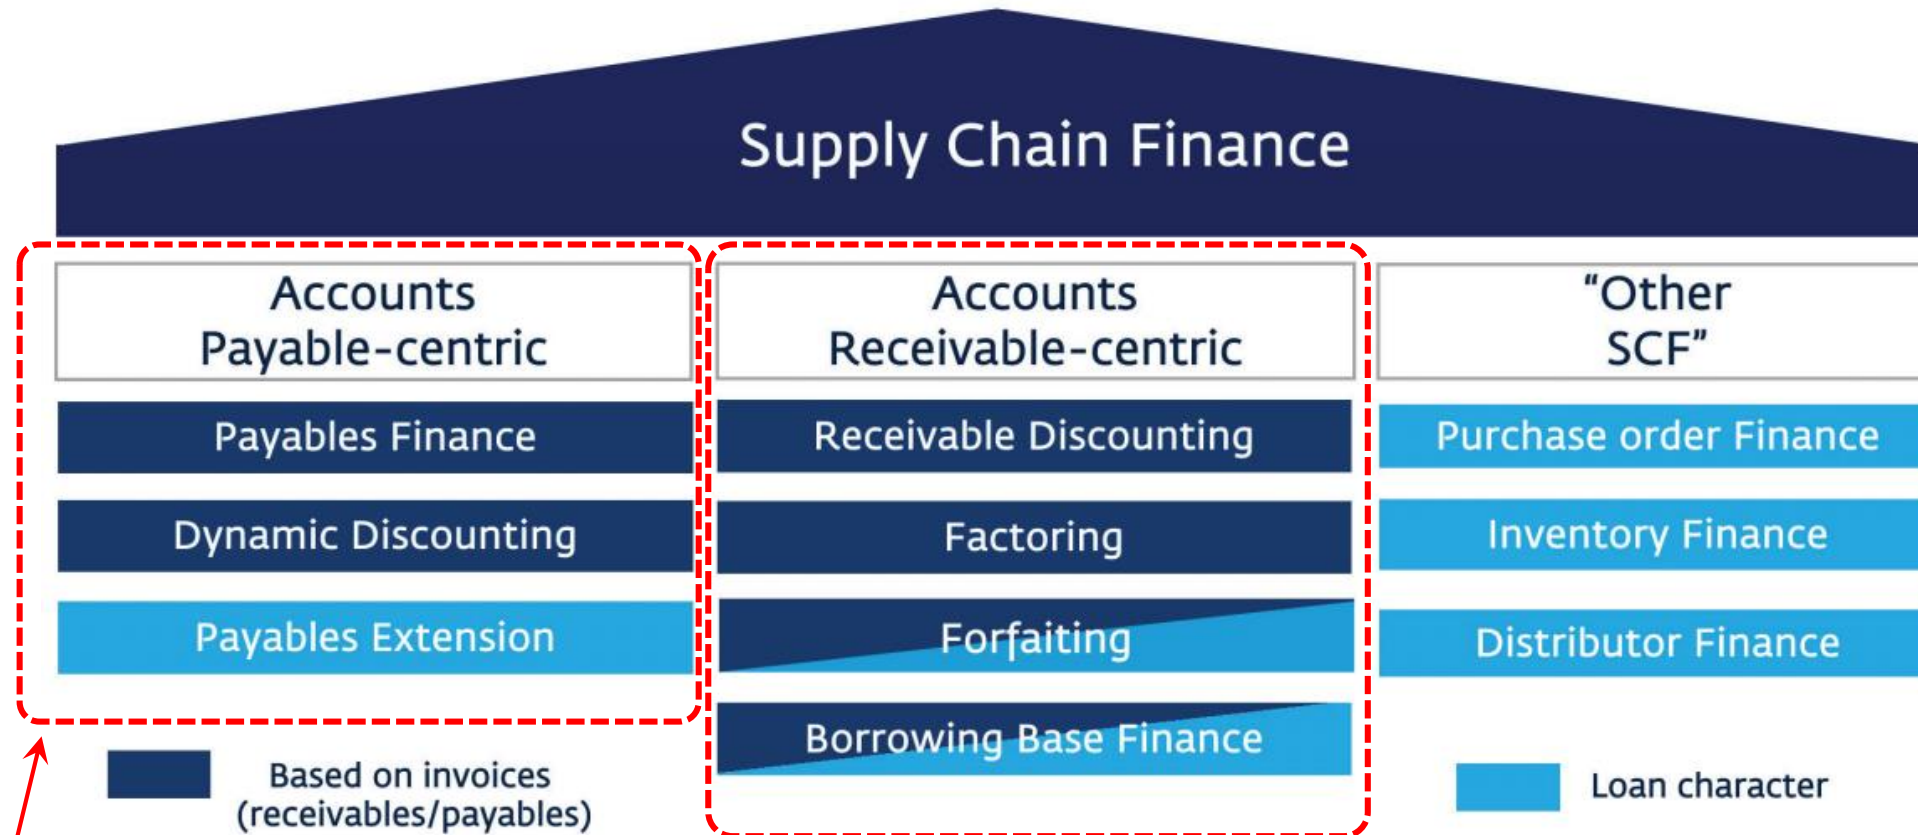 Supply Chain Finance
Accounts
Payable-centric
Accounts
Receivable-centric
“Other
SCF”
Payables Finance
Receivable Discounting
Purchase order Finance
Dynamic Discounting
Factoring
Inventory Finance
Payables Extension
Forfaiting
Distributor Finance
Borrowing Base Finance
Based on invoices
(receivables/payables)
Loan character